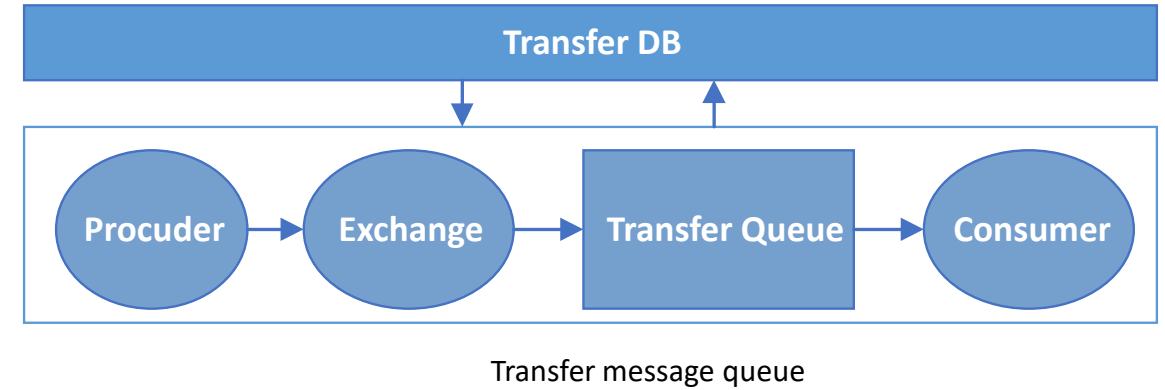 Transfer DB
Procuder
Exchange
Transfer Queue
Consumer
Transfer message queue